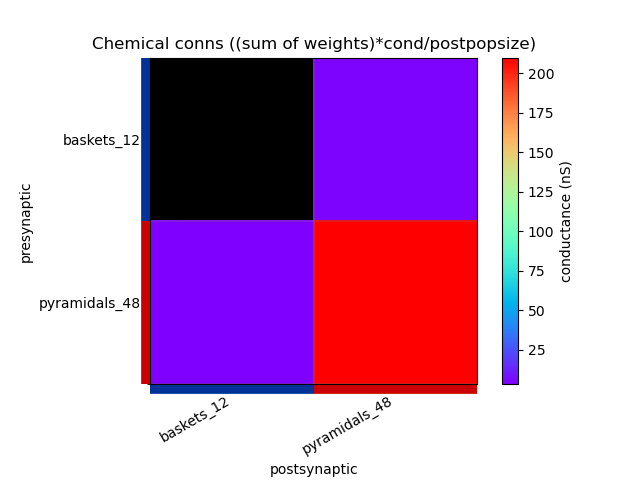 Chemical conns ((sum of weights)*cond/postpopsize)
baskets_12
pyramidals_48
presynaptic
baskets_12
pyramidals_48
postsynaptic
200
175
150
125
100
75
50
25
conductance (nS)